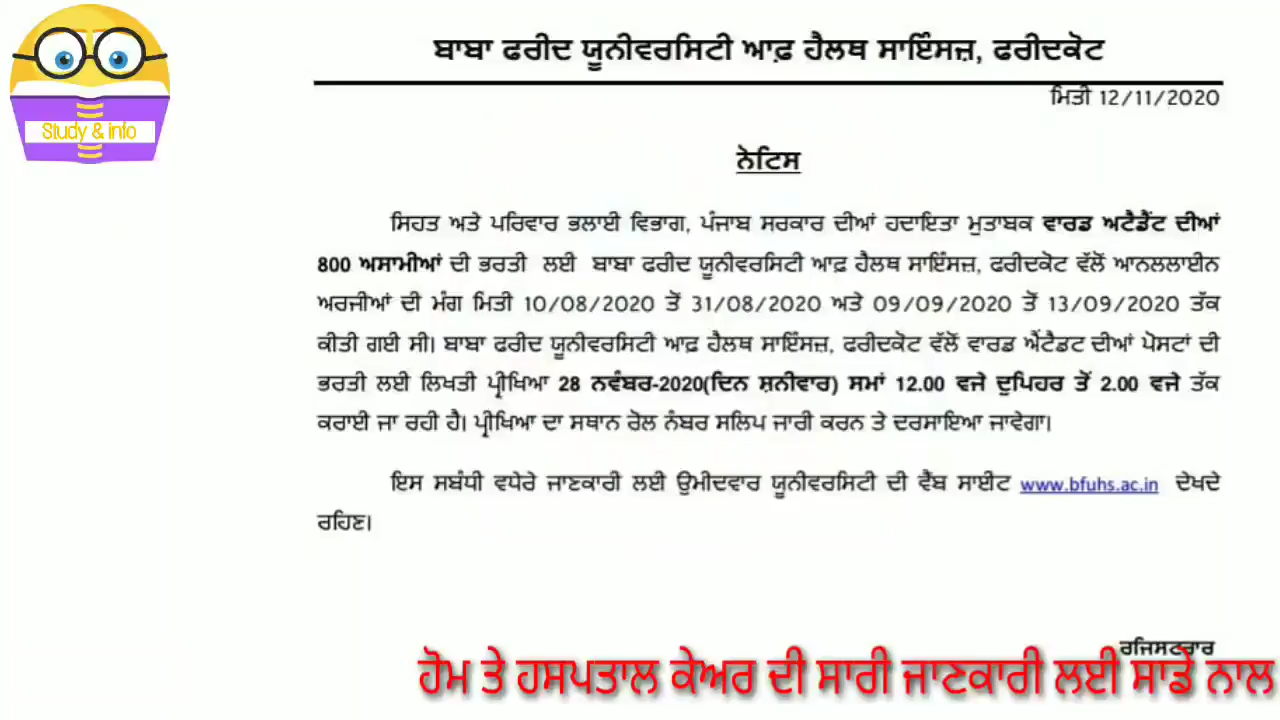 Study & info
ਬਾਬਾ ਫਰੀਦ ਯੂਨੀਵਰਸਿਟੀ ਆਫ਼ ਹੈਲਥ ਸਾਇੰਸਜ਼, ਫਰੀਦਕੋਟ
ਮਿਤੀ 12/11/2020
ਨੋਟਿਸ
ਸਿਹਤ ਅਤੇ ਪਰਿਵਾਰ ਭਲਾਈ ਵਿਭਾਗ, ਪੰਜਾਬ ਸਰਕਾਰ ਦੀਆਂ ਹਦਾਇਤਾ ਮੁਤਾਬਕ ਵਾਰਡ ਅਟੈਡੈਂਟ ਦੀਆਂ
800 ਅਸਾਮੀਆਂ ਦੀ ਭਰਤੀ ਲਈ ਬਾਬਾ ਫਰੀਦ ਯੂਨੀਵਰਸਿਟੀ ਆਫ਼ ਹੈਲਥ ਸਾਇੰਸਜ਼, ਫਰੀਦਕੋਟ ਵੱਲੋਂ ਆਨਲਲਾਈਨ
ਅਰਜੀਆਂ ਦੀ ਮੰਗ ਮਿਤੀ 10/08/2020 ਤੋਂ 31/08/2020 ਅਤੇ 09/09/2020 ਤੋਂ 13/09/2020 ਤੱਕ
ਕੀਤੀ ਗਈ ਸੀ। ਬਾਬਾ ਫਰੀਦ ਯੂਨੀਵਰਸਿਟੀ ਆਫ਼ ਹੈਲਥ ਸਾਇੰਸਜ਼, ਫਰੀਦਕੋਟ ਵੱਲੋਂ ਵਾਰਡ ਐਂਟੈਡਟ ਦੀਆਂ ਪੋਸਟਾਂ ਦੀ
ਭਰਤੀ ਲਈ ਲਿਖਤੀ ਪ੍ਰੀਖਿਆ 28 ਨਵੰਬਰ-2020(ਦਿਨ ਸ਼ਨੀਵਾਰ) ਸਮਾਂ 12.00 ਵਜੇ ਦੁਪਿਹਰ ਤੋਂ 2.00 ਵਜੇ ਤੱਕ
ਕਰਾਈ ਜਾ ਰਹੀ ਹੈ। ਪ੍ਰੀਖਿਆ ਦਾ ਸਥਾਨ ਰੋਲ ਨੰਬਰ ਸਲਿਪ ਜਾਰੀ ਕਰਨ ਤੇ ਦਰਸਾਇਆ ਜਾਵੇਗਾ।
ਇਸ ਸਬੰਧੀ ਵਧੇਰੇ ਜਾਣਕਾਰੀ ਲਈ ਉਮੀਦਵਾਰ ਯੂਨੀਵਰਸਿਟੀ ਦੀ ਵੈੱਬ ਸਾਈਟ www.bfuhs.ac.in ਦੇਖਦੇ
ਰਹਿਣ।
ਰਜਿਸਟਰਾਰ
ਹੋਮ ਤੇ ਹਸਪਤਾਲ ਕੇਅਰ ਦੀ ਸਾਰੀ ਜਾਣਕਾਰੀ ਲਈ ਸਾਡੇ ਨਾਲ